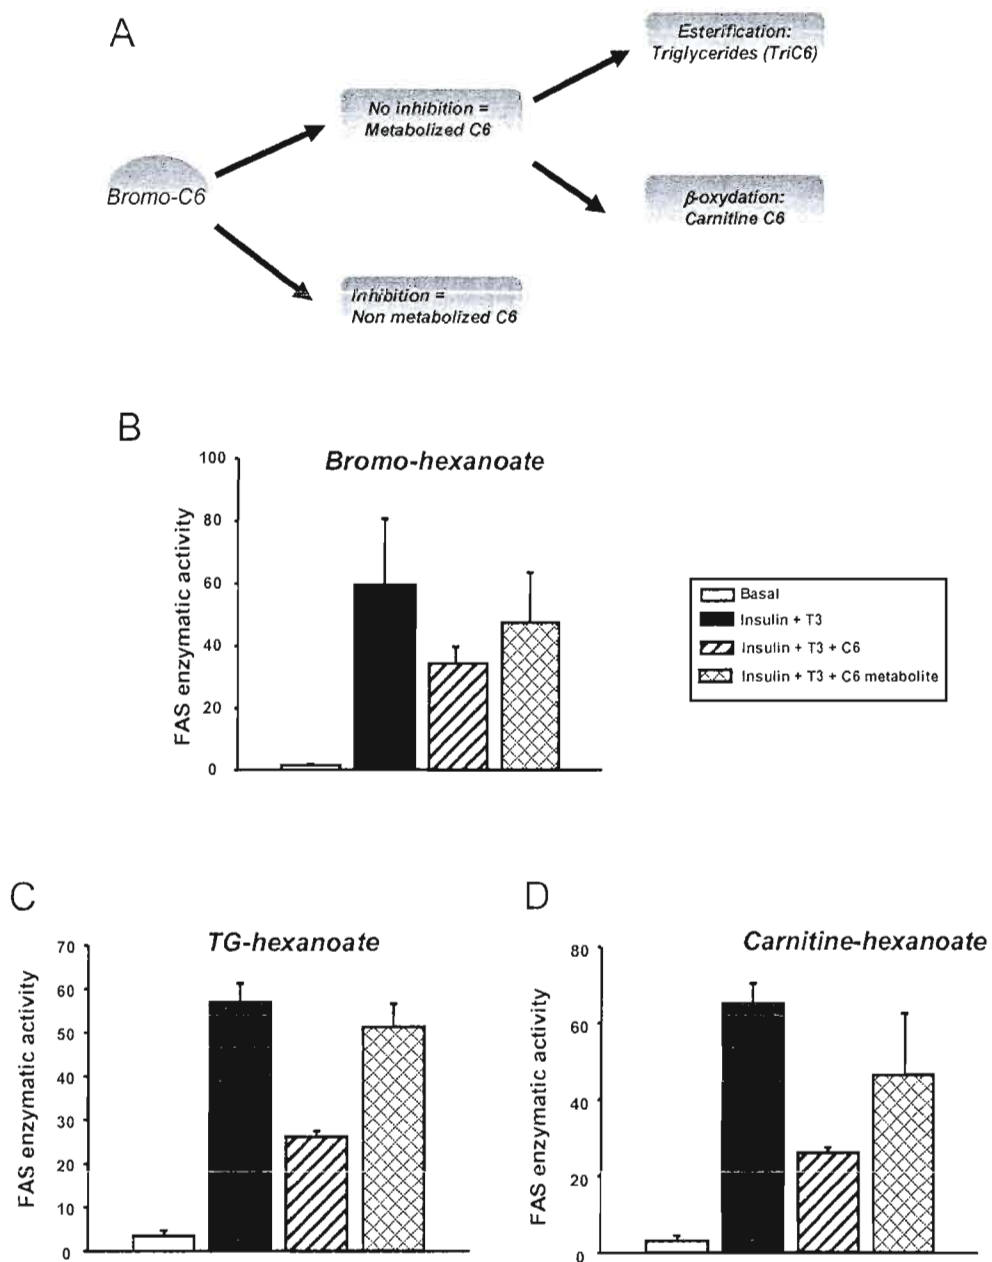 A
Esterification:
Triglycerides (TriC6)
No inhibition =
Metabolized C6
Bromo-C6
β-oxydation:
Carnitine C6
Inhibition =
Non metabolized C6
B
Bromo-hexanoate
FAS enzymatic activity
100
80
60
40
20
0
Basal
Insulin + T3
Insulin + T3 + C6
Insulin + T3 + C6 metabolite
C
TG-hexanoate
FAS enzymatic activity
70
60
50
40
30
20
10
0
D
Carnitine-hexanoate
FAS enzymatic activity
80
60
40
20
0